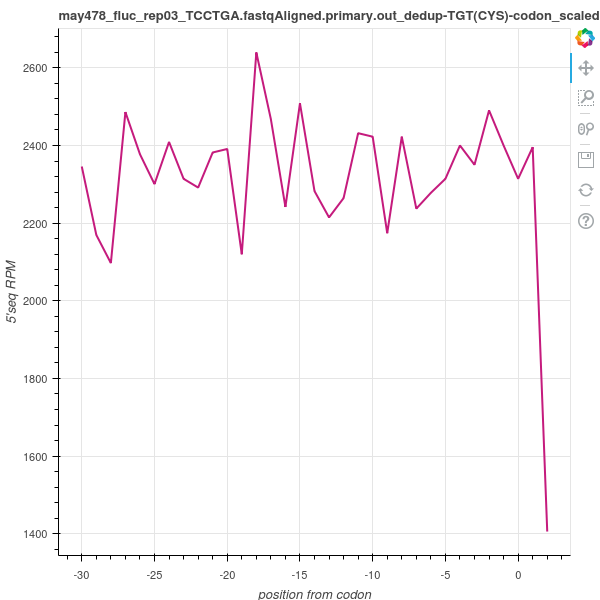 may478_fluc_rep03_TCCTGA.fastqAligned.primary.out_dedup-TGT(CYS)-codon_scaled
2600
2400
2200
2000
1800
1600
1400
5'seq RPM
-30 -25 -20 -15 -10 -5 0
position from codon